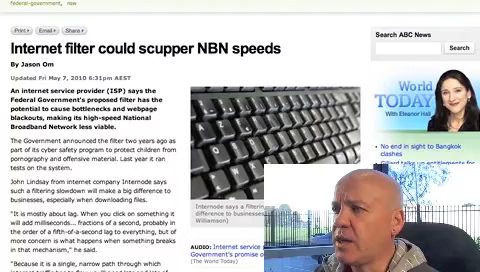 federal-government, nsw
Print Email Share
Internet filter could scupper NBN speeds
By Jason Om
Updated Fri May 7, 2010 6:31pm AEST
An internet service provider (ISP) says the
Federal Government's proposed filter has the
potential to cause bottlenecks and webpage
blackouts, making its high-speed National
Broadband Network less viable.
The Government announced the filter two years ago as
part of its cyber safety program to protect children from
pornography and offensive material. Last year it ran
tests on the system.
John Lindsay from internet company Internode says
such a filtering slowdown will make a big difference to
businesses, especially when downloading files.
"It is mostly about lag. When you click on something it
will add milliseconds... fractions of a second, probably in
the order of a fifth-of-a-second lag to everything, but of
more concern is what happens when something breaks
in that mechanism," he said.
"Because it is a single, narrow path through which
Internode says a filtering
difference to businesses
Williamson)
AUDIO: Internet service
Government's promise o
(The World Today)
Search ABC News
Search
World
TODAY
With Eleanor Hall
No end in sight to Bangkok
clashes